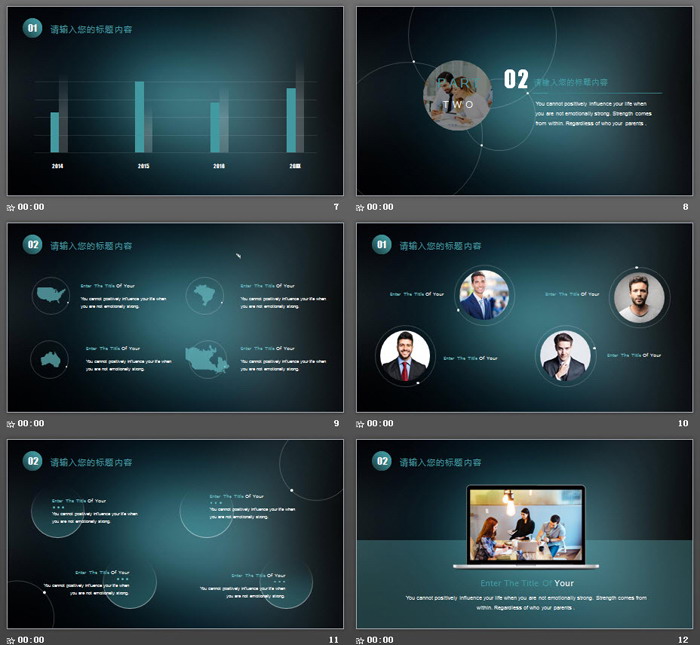 01 请输入您的标题内容
2014 2015 2016 20XX
00:00 7
PART
TWO
02 请输入您的标题内容
You cannot positively influence your life when
you are not emotionally strong. Strength comes
from within. Regardless of who your parents .
00:00 8
02 请输入您的标题内容
Enter The Title Of Your
You cannot positively influence your life when
you are not emotionally strong.
Enter The Title Of Your
You cannot positively influence your life when
you are not emotionally strong.
Enter The Title Of Your
You cannot positively influence your life when
you are not emotionally strong.
Enter The Title Of Your
You cannot positively influence your life when
you are not emotionally strong.
00:00 9
01 请输入您的标题内容
Enter The Title Of Your
Enter The Title Of Your
Enter The Title Of Your
Enter The Title Of Your
00:00 10
02 请输入您的标题内容
Enter The Title Of Your
You cannot positively influence your life when
you are not emotionally strong.
Enter The Title Of Your
You cannot positively influence your life when
you are not emotionally strong.
Enter The Title Of Your
You cannot positively influence your life when
you are not emotionally strong.
Enter The Title Of Your
You cannot positively influence your life when
you are not emotionally strong.
00:00 11
02 请输入您的标题内容
Enter The Title Of Your
You cannot positively influence your life when you are not emotionally strong. Strength comes from
within. Regardless of who your parents .
00:00 12